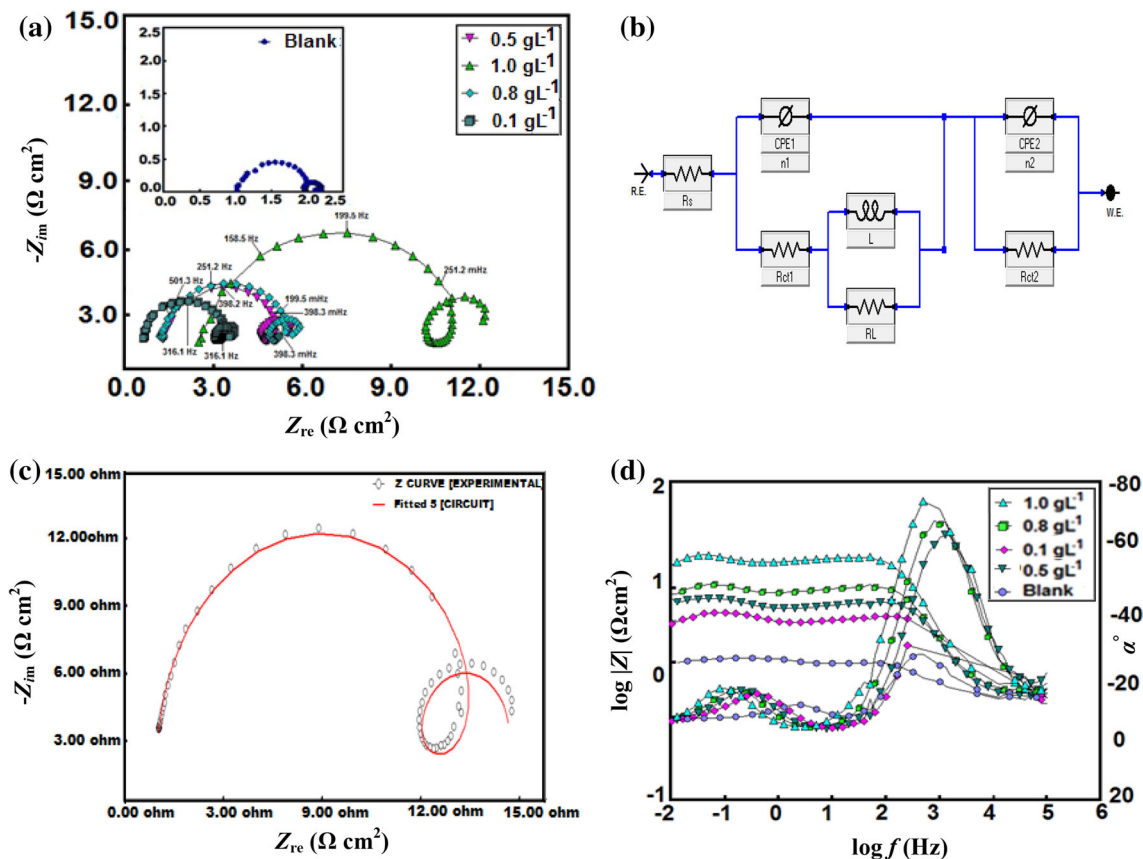 (a)
15.0
12.0
9.0
6.0
3.0
-Zim (Ω cm2)
2.5
2.0
1.5
1.0
0.5
0.0
0.0 0.5 1.0 1.5 2.0 2.5
Blank
0.5 gL-1
1.0 gL-1
0.8 gL-1
0.1 gL-1
199.5 Hz
158.5 Hz
251.2 Hz
501.3 Hz
398.2 Hz
251.2 mHz
199.5 mHz
398.3 mHz
316.1 Hz
316.1 Hz
398.3 mHz
0.0 3.0 6.0 9.0 12.0 15.0
Zre (Ω cm2)
(b)
CPE1
n1
CPE2
n2
R.E.
Rs
L
W.E.
Rct1
RL
Rct2
(c)
15.00 ohm
12.00ohm
9.00 ohm
6.00 ohm
3.00 ohm
-Zim (Ω cm2)
Z CURVE [EXPERIMENTAL]
Fitted 5 [CIRCUIT]
0.00 ohm 3.00 ohm 9.00 ohm 12.00 ohm 15.00 ohm
Zre (Ω cm2)
(d)
2
1
0
-1
log |Z| (Ωcm2)
1.0 gL-1
0.8 gL-1
0.1 gL-1
0.5 gL-1
Blank
-80
-60
-40
-20
0
20
α°
-2 -1 0 1 2 3 4 5 6
log f (Hz)